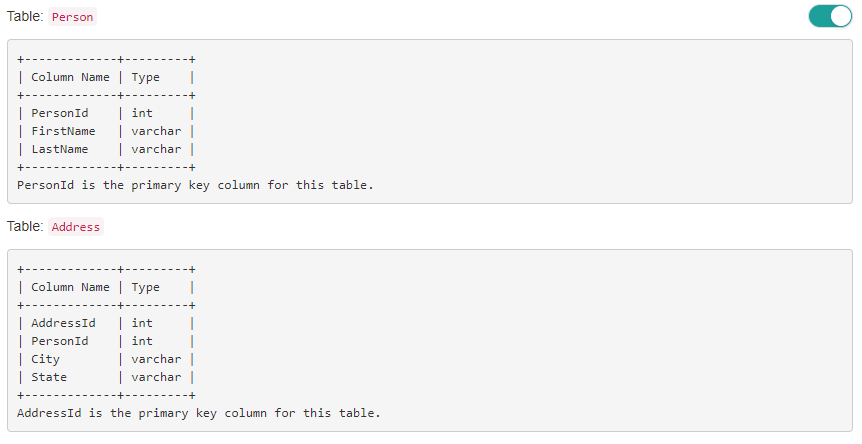 Table: Person
+-------------+---------+
| Column Name | Type    |
+-------------+---------+
| PersonId    | int     |
| FirstName   | varchar |
| LastName    | varchar |
+-------------+---------+
PersonId is the primary key column for this table.
Table: Address
+-------------+---------+
| Column Name | Type    |
+-------------+---------+
| AddressId   | int     |
| PersonId    | int     |
| City        | varchar |
| State       | varchar |
+-------------+---------+
AddressId is the primary key column for this table.